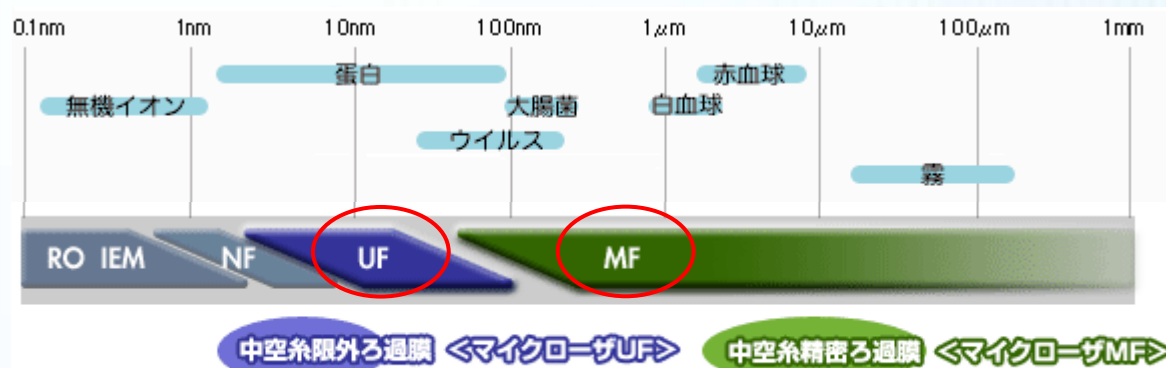 0.1nm 1nm 10nm 100nm 1μm 10μm 100μm 1mm
蛋白 赤血球
無機イオン 大腸菌 白血球
ウイルス
霧
RO IEM NF UF MF
中空糸限外ろ過膜 <マイクローザUF> 中空糸精密ろ過膜 <マイクローザMF>